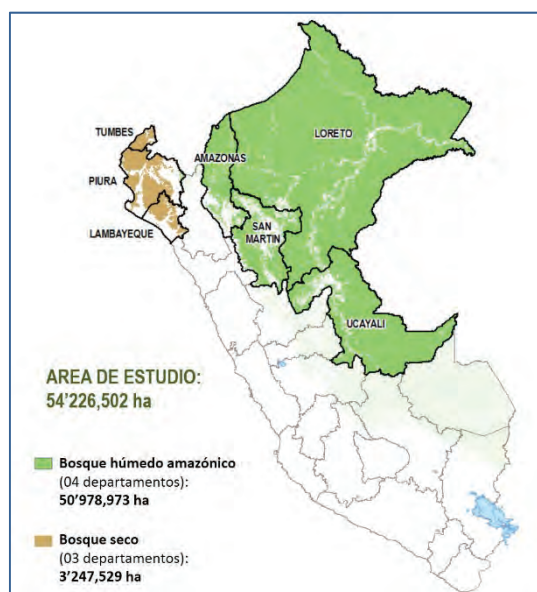 TUMBES
PIURA
LAMBAYEQUE
AMAZONAS
LORETO
SAN
MARTIN
UCAYALI
AREA DE ESTUDIO:
54'226,502 ha
Bosque húmedo amazónico
(04 departamentos):
50'978,973 ha
Bosque seco
(03 departamentos):
3'247,529 ha